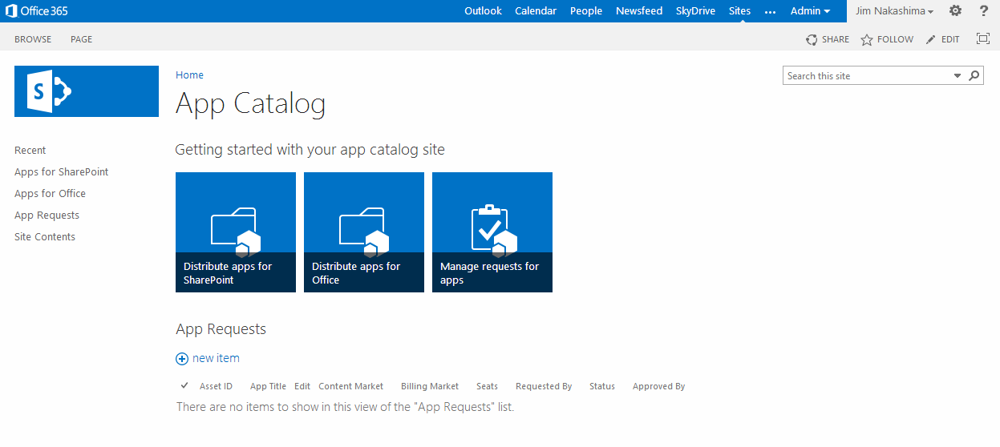 Office 365 Outlook Calendar People Newsfeed SkyDrive Sites ••• Admin Jim Nakashima ?
BROWSE PAGE SHARE FOLLOW EDIT
S
Home
Search this site
App Catalog
Recent
Apps for SharePoint
Apps for Office
App Requests
Site Contents
Getting started with your app catalog site
Distribute apps for
SharePoint
Distribute apps for
Office
Manage requests for
apps
App Requests
new item
Asset ID App Title Edit Content Market Billing Market Seats Requested By Status Approved By
There are no items to show in this view of the "App Requests" list.